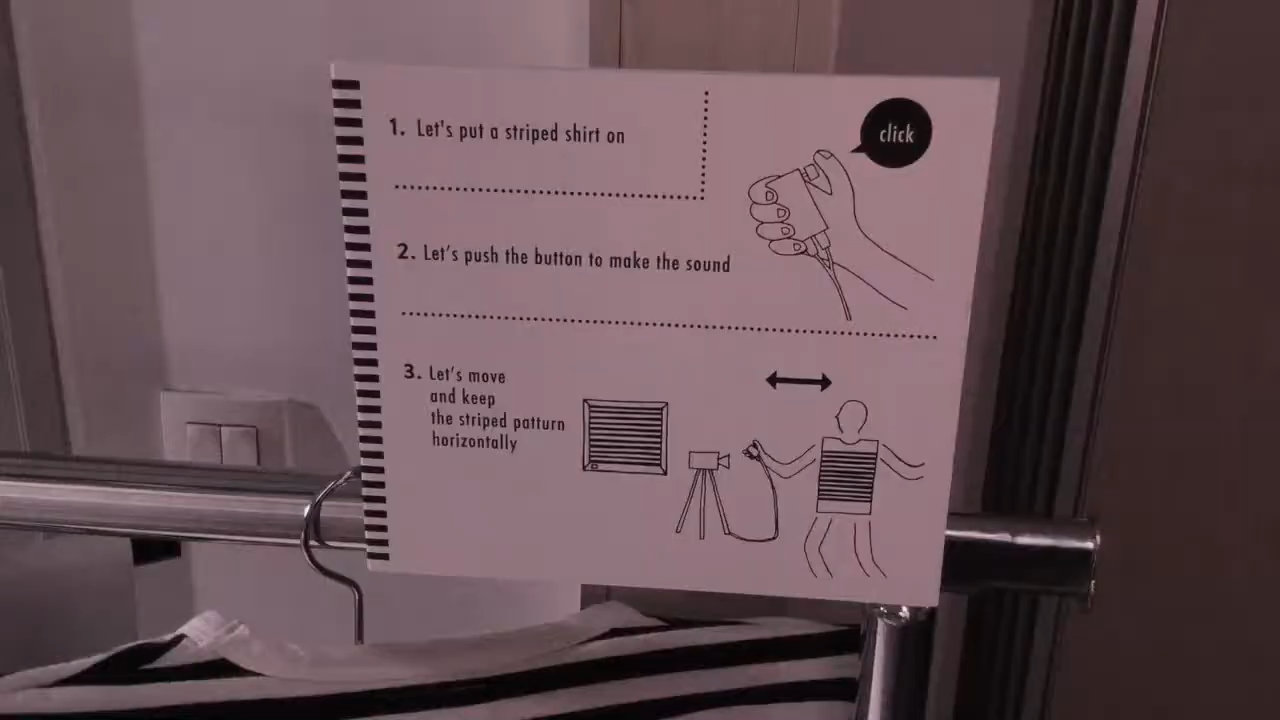 1. Let's put a striped shirt on
click
2. Let's push the button to make the sound
3. Let's move
and keep
the striped patturn
horizontally